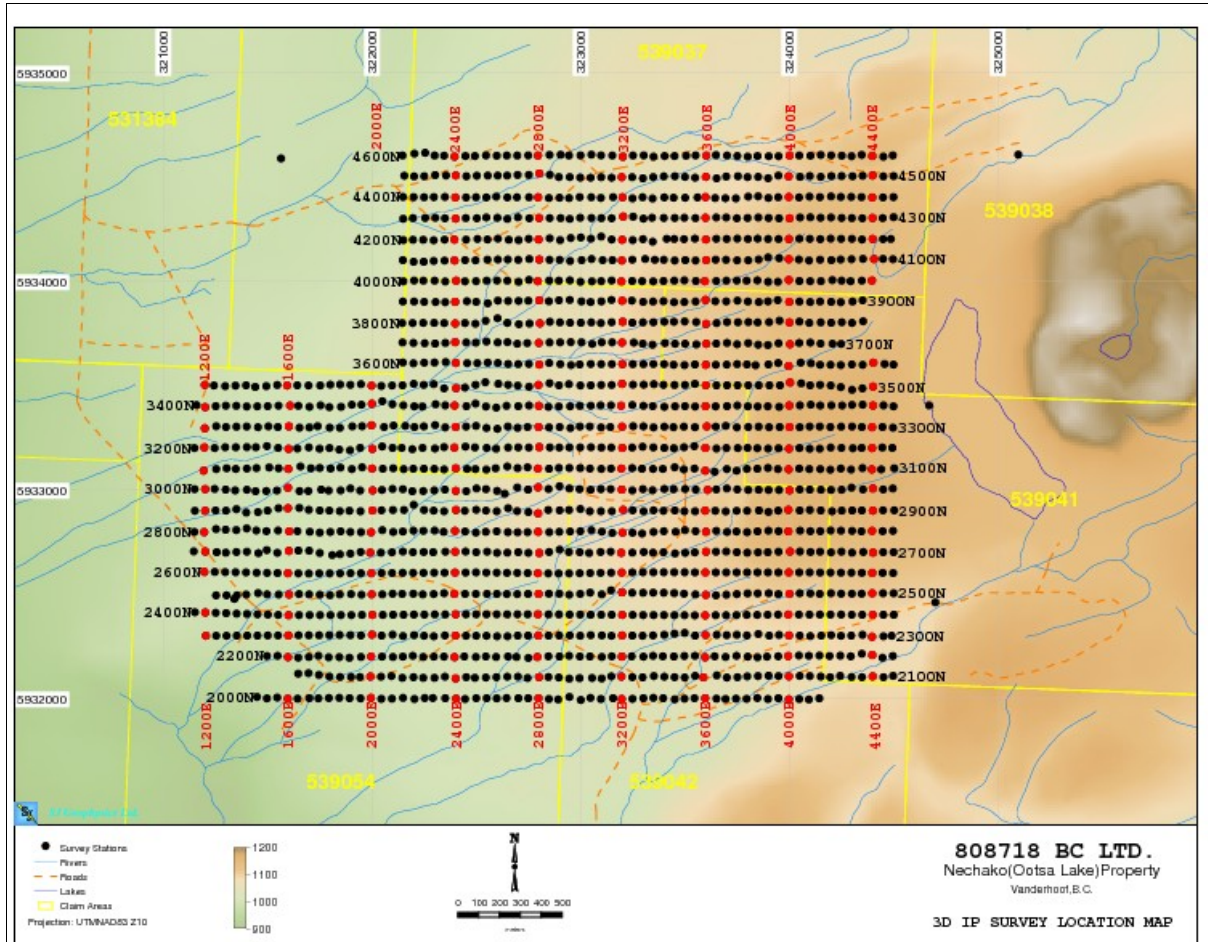 321000
322000
323000
324000
325000
539037
5935000
531384
2000E
2400E
2800E
3200E
3600E
4000E
4400E
4600N
4500N
4400N
539038
4300N
4200N
4100N
5934000
4000N
3900N
3800N
3700N
1200E
1600E
3600N
3500N
3400N
3300N
3200N
3100N
5933000
3000N
539041
2900N
2800N
2700N
2600N
2500N
2400N
2300N
2200N
2100N
5932000
2000N
1200E
1600E
2000E
2400E
2800E
3200E
3600E
4000E
4400E
539054
539042
SJ Geophysics Ltd.
Survey Stations
Rivers
Roads
Lakes
Claim Areas
Projection: UTMNAD83 Z10
1200
1100
1000
900
N
0 100 200 300 400 500
808718 BC LTD.
Nechako(Ootsa Lake)Property
Vanderhoof,B.C.
3D IP SURVEY LOCATION MAP